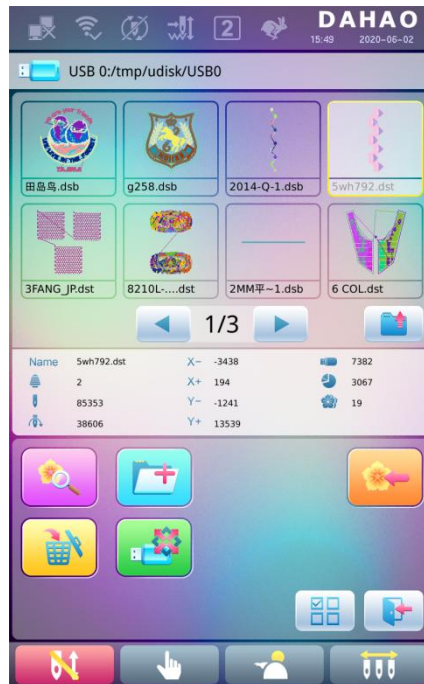 DAHAO
2
15:49 2020-06-02
USB 0:/tmp/udisk/USB0
田岛鸟.dsb
g258.dsb
2014-Q-1.dsb
5wh792.dst
3FANG_JP.dst
8210L-....dst
2MM平~1.dsb
6 COL.dst
1/3
Name 5wh792.dst X- -3438 7382
2 X+ 194 3067
85353 Y- -1241 19
38606 Y+ 13539